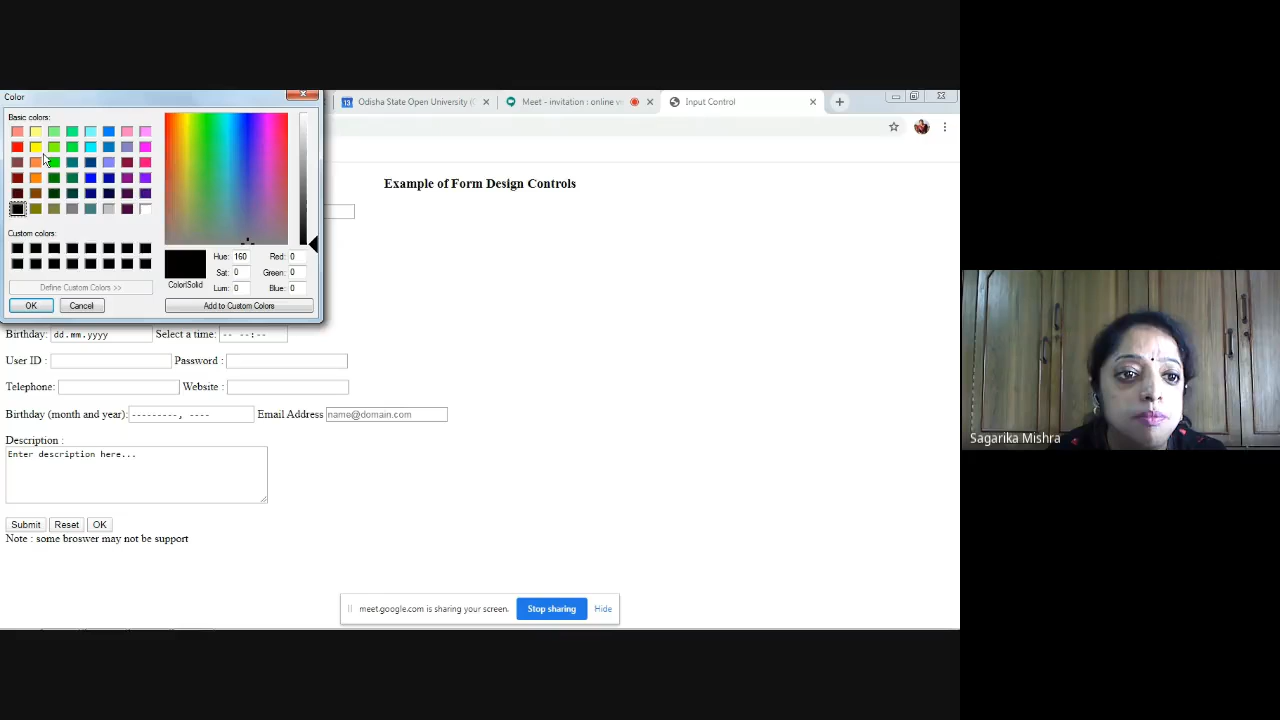 Color
Odisha State Open University (
Meet - invitation : online v
Input Control
Basic colors:
Example of Form Design Controls
Custom colors:
Hue: 160
Red: 0
Sat: 0
Green: 0
Color|Solid
Lum: 0
Blue: 0
Define Custom Colors >>
OK
Cancel
Add to Custom Colors
Birthday: dd.mm.yyyy Select a time: -- --:--
User ID : Password :
Telephone: Website :
Birthday (month and year): ---------, ---- Email Address name@domain.com
Description :
Enter description here...
Submit Reset OK
Note : some broswer may not be support
meet.google.com is sharing your screen. Stop sharing Hide
Sagarika Mishra